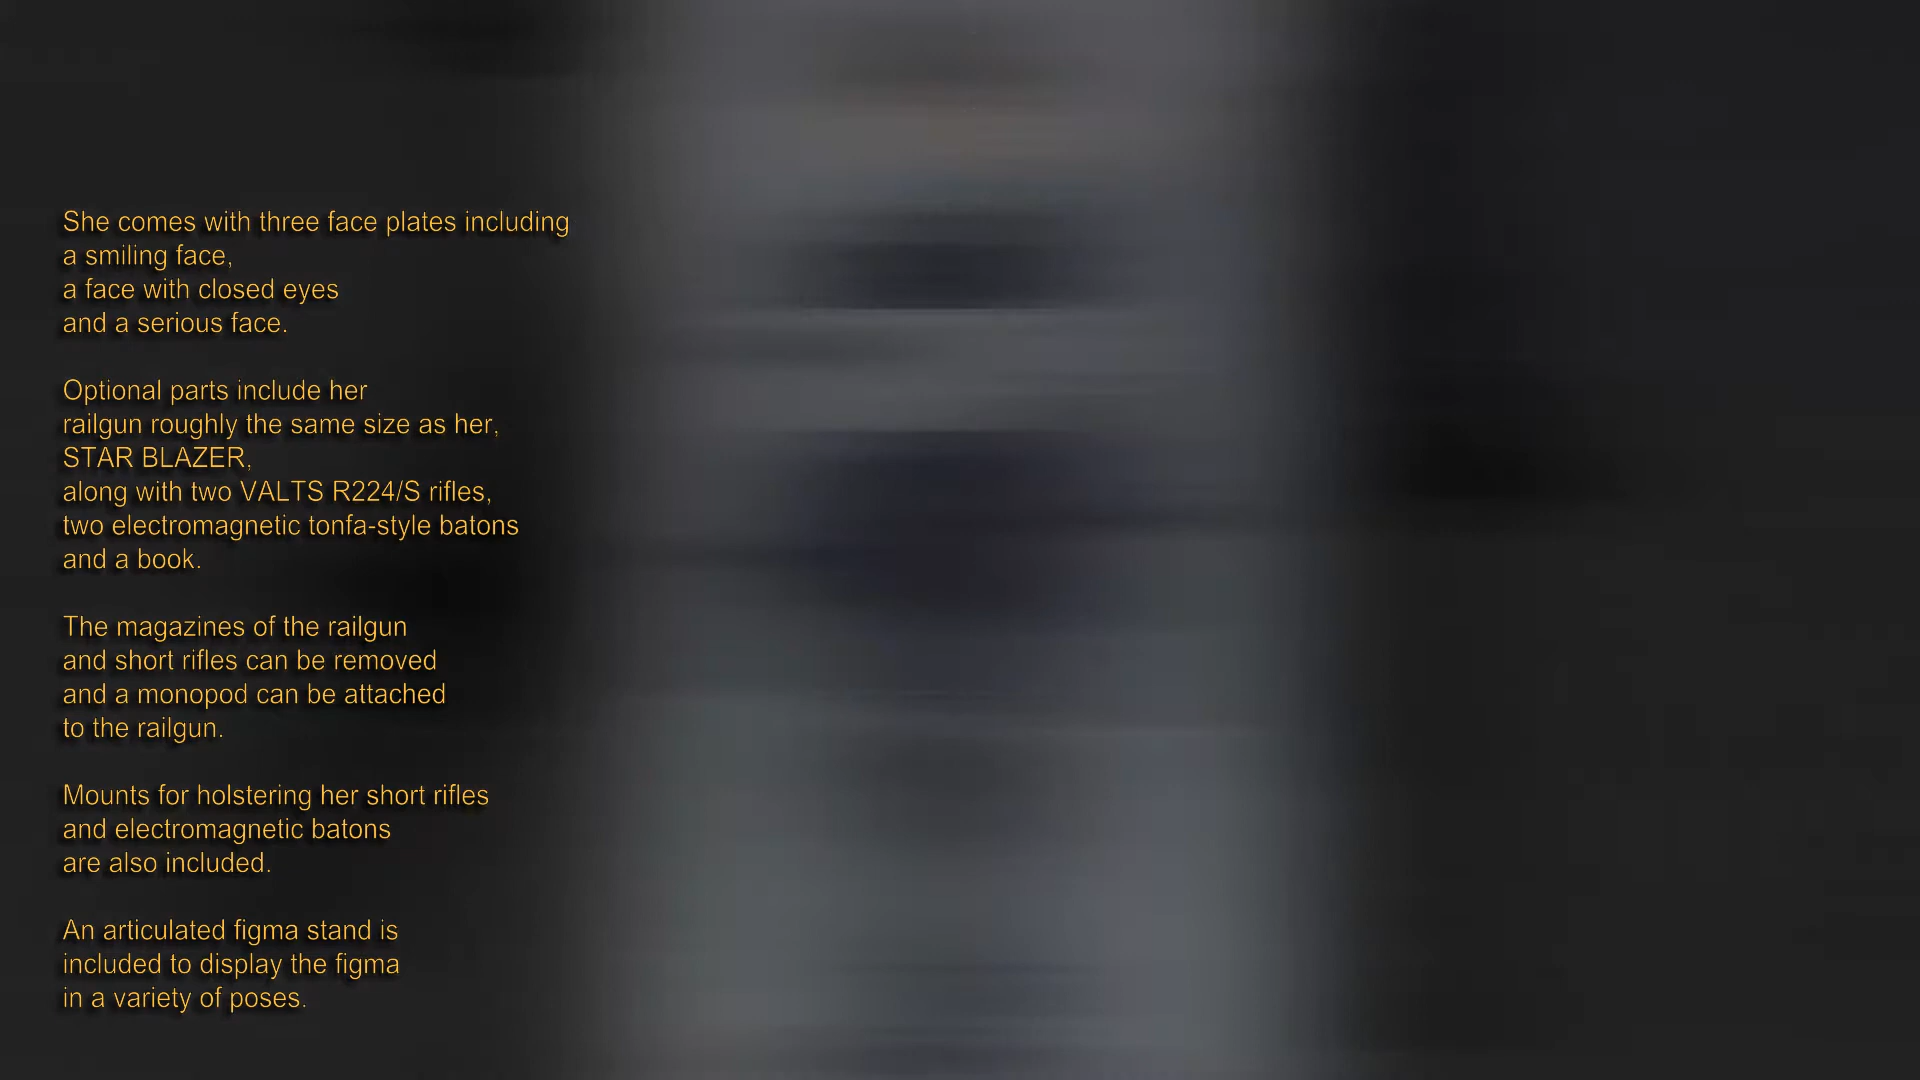 She comes with three face plates including
a smiling face,
a face with closed eyes
and a serious face.
Optional parts include her
railgun roughly the same size as her,
STAR BLAZER,
along with two VALTS R224/S rifles,
two electromagnetic tonfa-style batons
and a book.
The magazines of the railgun
and short rifles can be removed
and a monopod can be attached
to the railgun.
Mounts for holstering her short rifles
and electromagnetic batons
are also included.
An articulated figma stand is
included to display the figma
in a variety of poses.